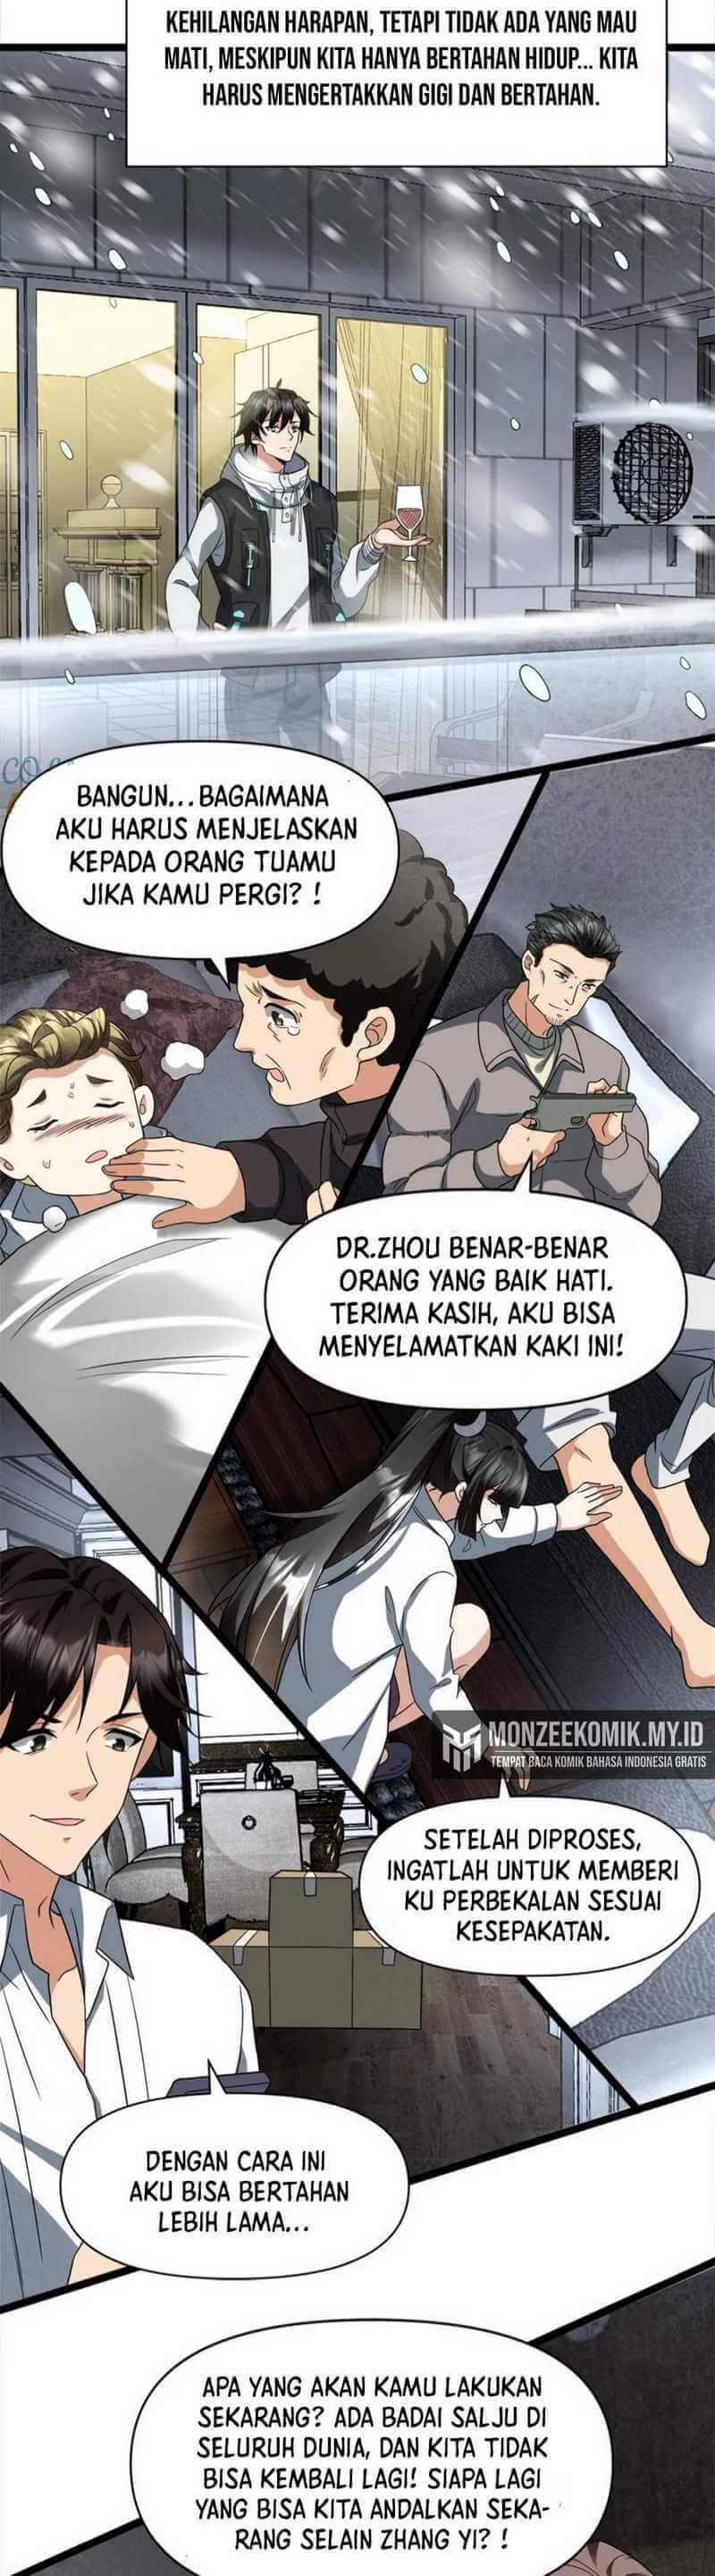 KEHILANGAN HARAPAN, TETAPI TIDAK ADA YANG MAU
MATI, MESKIPUN KITA HANYA BERTAHAN HIDUP... KITA
HARUS MENGERTAKKAN GIGI DAN BERTAHAN.
BANGUN...BAGAIMANA
AKU HARUS MENJELASKAN
KEPADA ORANG TUAMU
JIKA KAMU PERGI? !
DR.ZHOU BENAR-BENAR
ORANG YANG BAIK HATI.
TERIMA KASIH, AKU BISA
MENYELAMATKAN KAKI INI!
MONZEEKOMIK.MY.ID
TEMPAT BACA KOMIK BAHASA INDONESIA GRATIS
SETELAH DIPROSES,
INGATLAH UNTUK MEMBERI
KU PERBEKALAN SESUAI
KESEPAKATAN.
DENGAN CARA INI
AKU BISA BERTAHAN
LEBIH LAMA...
APA YANG AKAN KAMU LAKUKAN
SEKARANG? ADA BADAI SALJU DI
SELURUH DUNIA, DAN KITA TIDAK
BISA KEMBALI LAGI! SIAPA LAGI
YANG BISA KITA ANDALKAN SEKA-
RANG SELAIN ZHANG YI? !